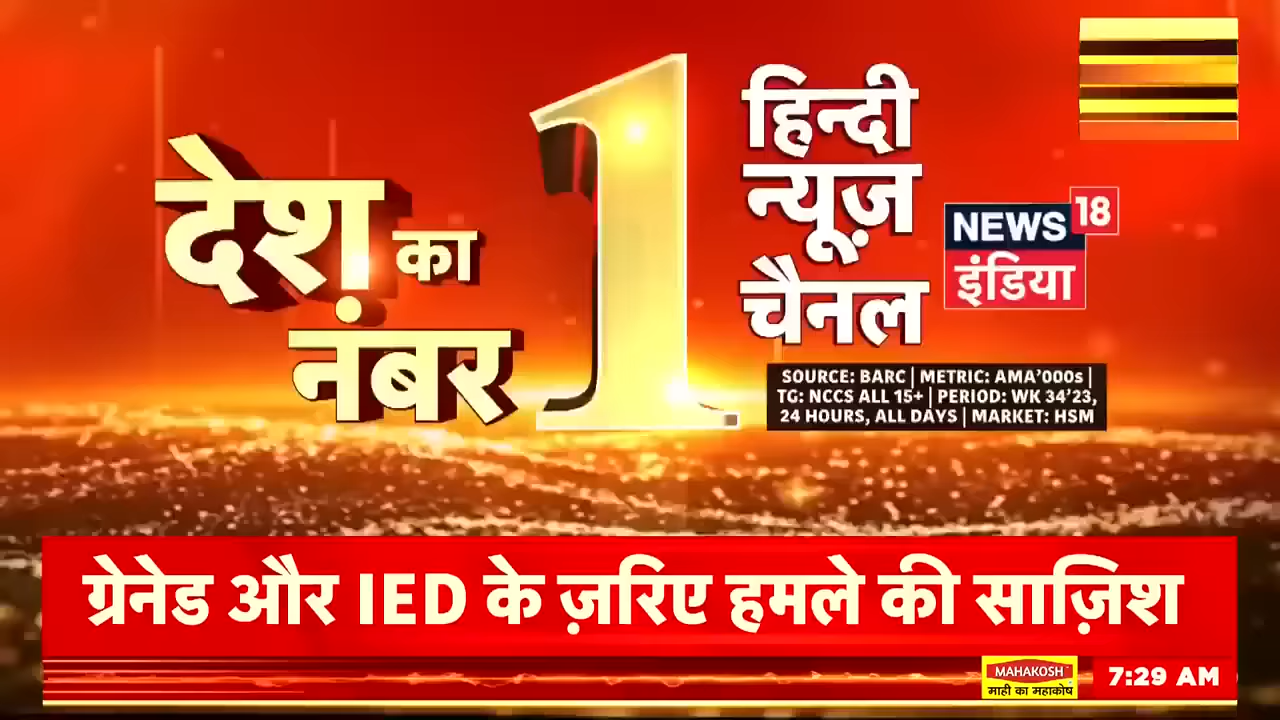 देश का
नंबर
1
हिन्दी
न्यूज़
चैनल
NEWS 18
इंडिया
SOURCE: BARC | METRIC: AMA'000s |
TG: NCCS ALL 15+ | PERIOD: WK 34'23,
24 HOURS, ALL DAYS | MARKET: HSM
ग्रेनेड और IED के ज़रिए हमले की साज़िश
MAHAKOSH
माही का महाकोष
7:29 AM